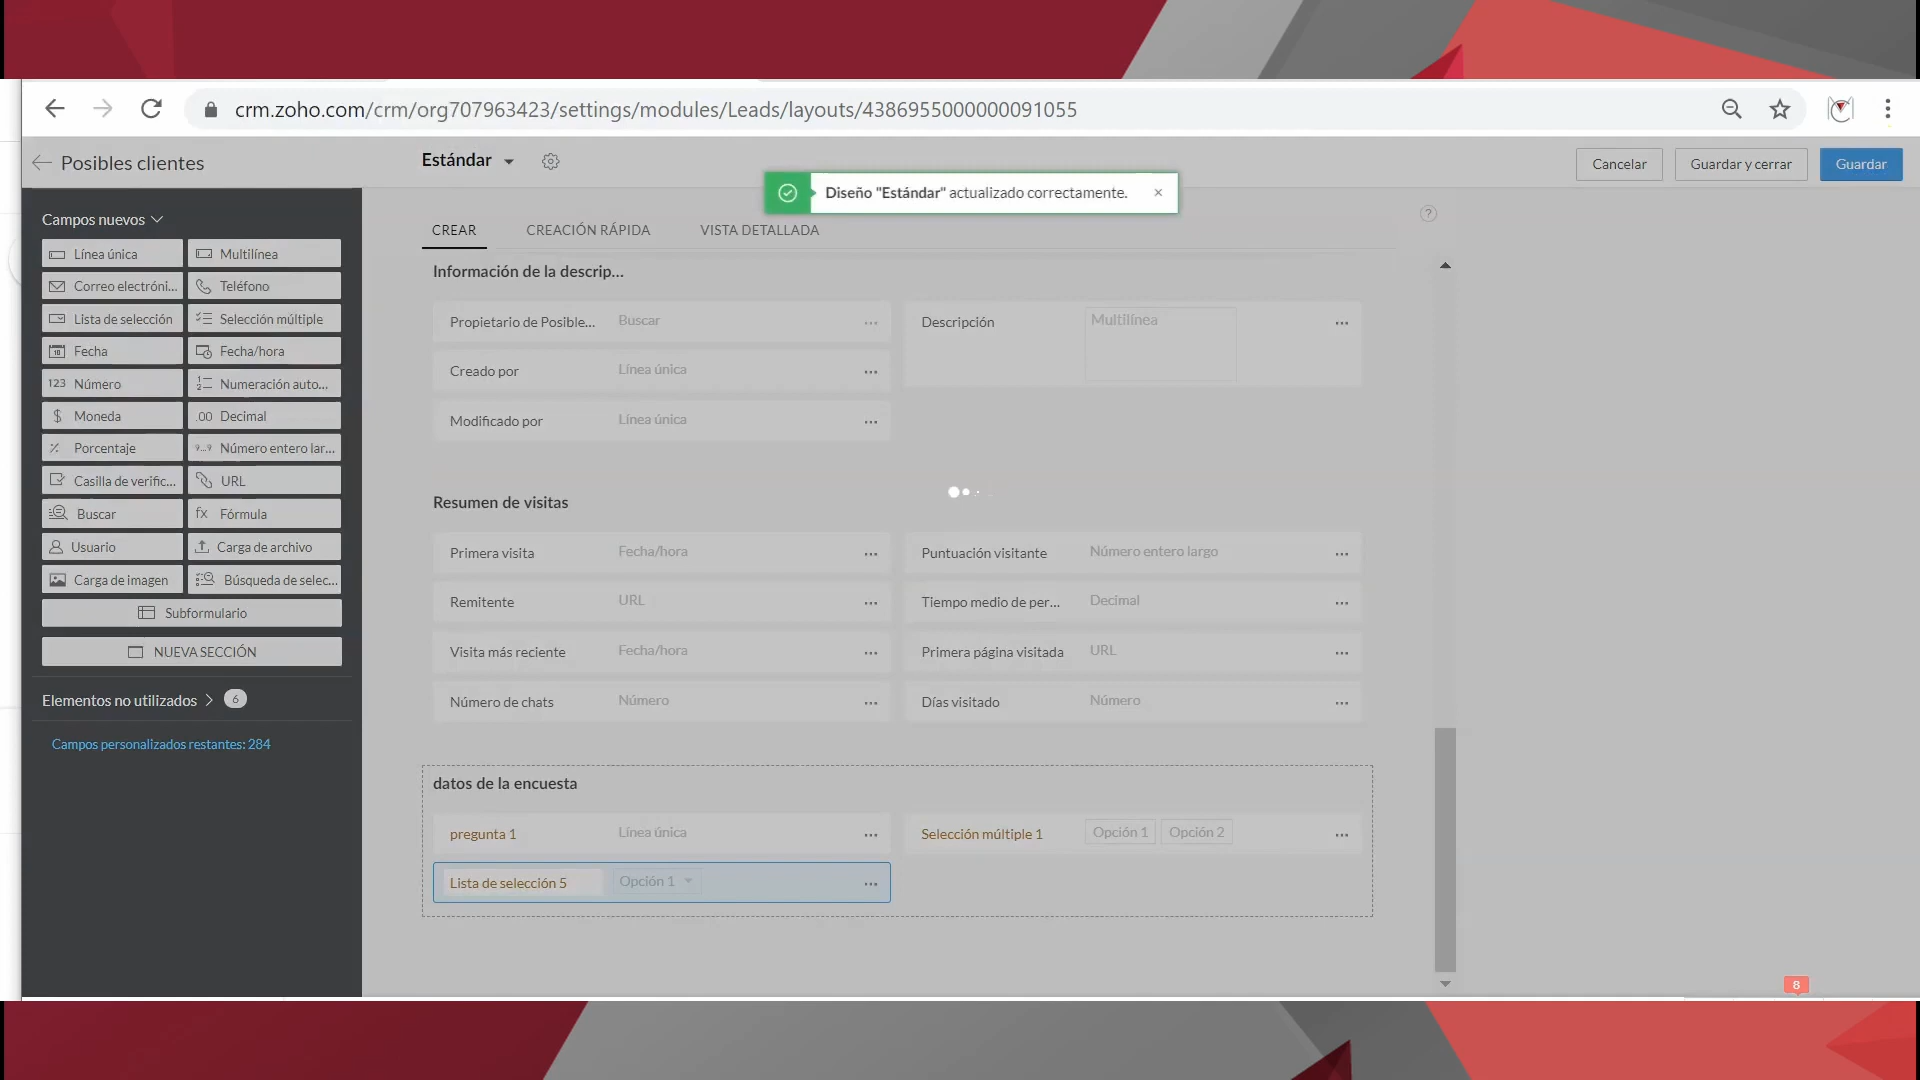 crm.zoho.com/crm/org707963423/settings/modules/Leads/layouts/4386955000000091055
Posibles clientes
Estándar
Cancelar
Guardar y cerrar
Guardar
Diseño "Estándar" actualizado correctamente.
×
Campos nuevos
Línea única
Multilínea
Correo electróni...
Teléfono
Lista de selección
Selección múltiple
Fecha
Fecha/hora
123 Número
Numeración auto...
$ Moneda
.00 Decimal
% Porcentaje
Número entero lar...
Casilla de verific...
URL
Buscar
fx Fórmula
Usuario
Carga de archivo
Carga de imagen
Búsqueda de selec...
Subformulario
NUEVA SECCIÓN
Elementos no utilizados
6
Campos personalizados restantes: 284
CREAR
CREACIÓN RÁPIDA
VISTA DETALLADA
?
Información de la descrip...
Propietario de Posible...
Buscar
...
Descripción
Multilínea
...
Creado por
Línea única
...
Modificado por
Línea única
...
Resumen de visitas
Primera visita
Fecha/hora
...
Puntuación visitante
Número entero largo
...
Remitente
URL
...
Tiempo medio de per...
Decimal
...
Visita más reciente
Fecha/hora
...
Primera página visitada
URL
...
Número de chats
Número
...
Días visitado
Número
...
datos de la encuesta
pregunta 1
Línea única
...
Selección múltiple 1
Opción 1
Opción 2
...
Lista de selección 5
Opción 1
...
8